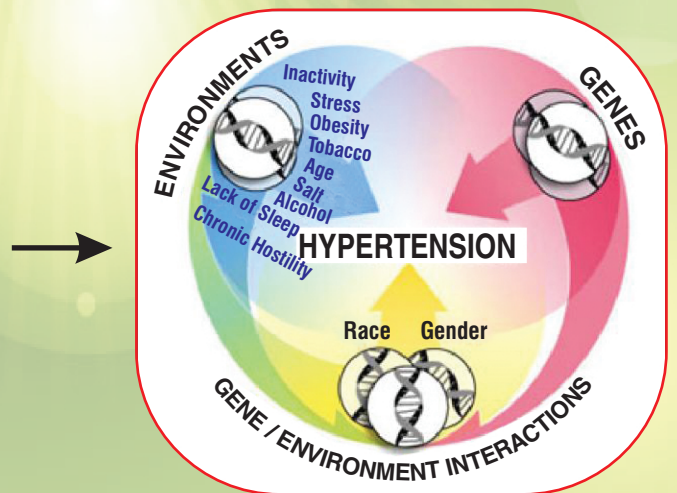 ENVIRONMENTS
GENES
Inactivity
Stress
Obesity
Tobacco
Age
Salt
Alcohol
Lack of Sleep
Chronic Hostility
HYPERTENSION
Race Gender
GENE / ENVIRONMENT INTERACTIONS